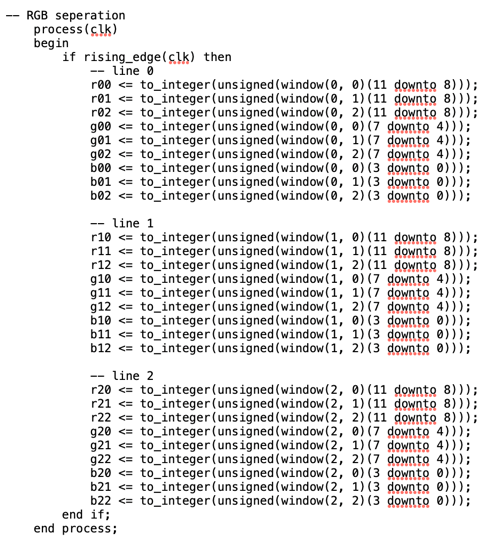 -- RGB seperation
process(clk)
begin
if rising_edge(clk) then
-- line 0
r00 <= to_integer(unsigned(window(0, 0)(11 downto 8)));
r01 <= to_integer(unsigned(window(0, 1)(11 downto 8)));
r02 <= to_integer(unsigned(window(0, 2)(11 downto 8)));
g00 <= to_integer(unsigned(window(0, 0)(7 downto 4)));
g01 <= to_integer(unsigned(window(0, 1)(7 downto 4)));
g02 <= to_integer(unsigned(window(0, 2)(7 downto 4)));
b00 <= to_integer(unsigned(window(0, 0)(3 downto 0)));
b01 <= to_integer(unsigned(window(0, 1)(3 downto 0)));
b02 <= to_integer(unsigned(window(0, 2)(3 downto 0)));
-- line 1
r10 <= to_integer(unsigned(window(1, 0)(11 downto 8)));
r11 <= to_integer(unsigned(window(1, 1)(11 downto 8)));
r12 <= to_integer(unsigned(window(1, 2)(11 downto 8)));
g10 <= to_integer(unsigned(window(1, 0)(7 downto 4)));
g11 <= to_integer(unsigned(window(1, 1)(7 downto 4)));
g12 <= to_integer(unsigned(window(1, 2)(7 downto 4)));
b10 <= to_integer(unsigned(window(1, 0)(3 downto 0)));
b11 <= to_integer(unsigned(window(1, 1)(3 downto 0)));
b12 <= to_integer(unsigned(window(1, 2)(3 downto 0)));
-- line 2
r20 <= to_integer(unsigned(window(2, 0)(11 downto 8)));
r21 <= to_integer(unsigned(window(2, 1)(11 downto 8)));
r22 <= to_integer(unsigned(window(2, 2)(11 downto 8)));
g20 <= to_integer(unsigned(window(2, 0)(7 downto 4)));
g21 <= to_integer(unsigned(window(2, 1)(7 downto 4)));
g22 <= to_integer(unsigned(window(2, 2)(7 downto 4)));
b20 <= to_integer(unsigned(window(2, 0)(3 downto 0)));
b21 <= to_integer(unsigned(window(2, 1)(3 downto 0)));
b22 <= to_integer(unsigned(window(2, 2)(3 downto 0)));
end if;
end process;